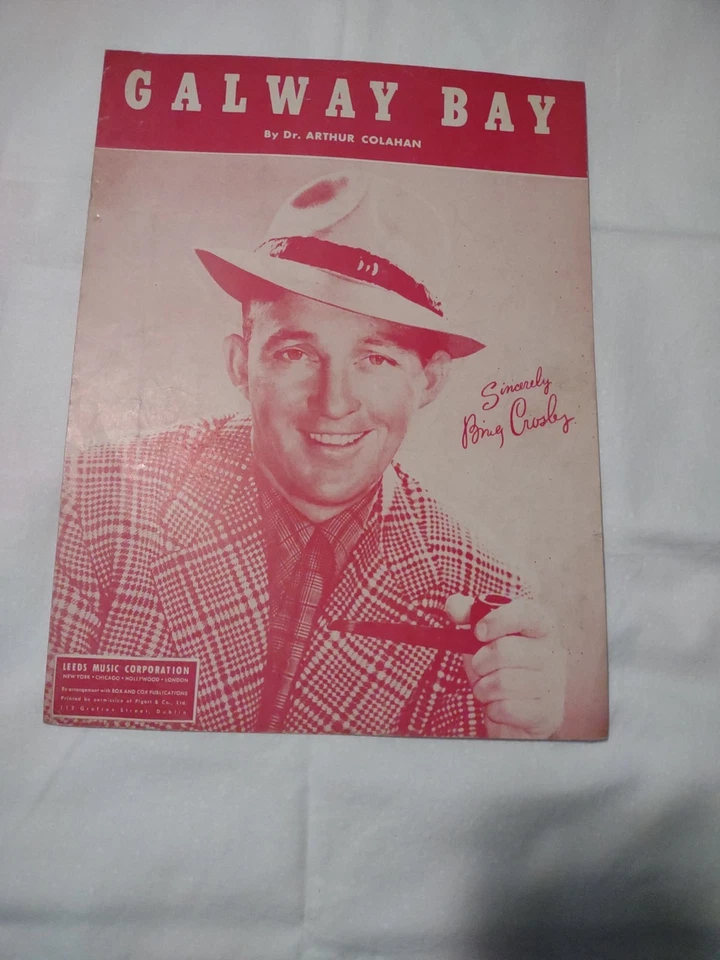 GALWAY BAY
By Dr. ARTHUR COLAHAN
Sincerely
Bing Crosby
LEEDS MUSIC CORPORATION
NEW YORK • CHICAGO • HOLLYWOOD • LONDON
By arrangement with BOX AND COX PUBLICATIONS
Printed by permission of Pigott & Co., Ltd.
112 Grafton Street, Dublin